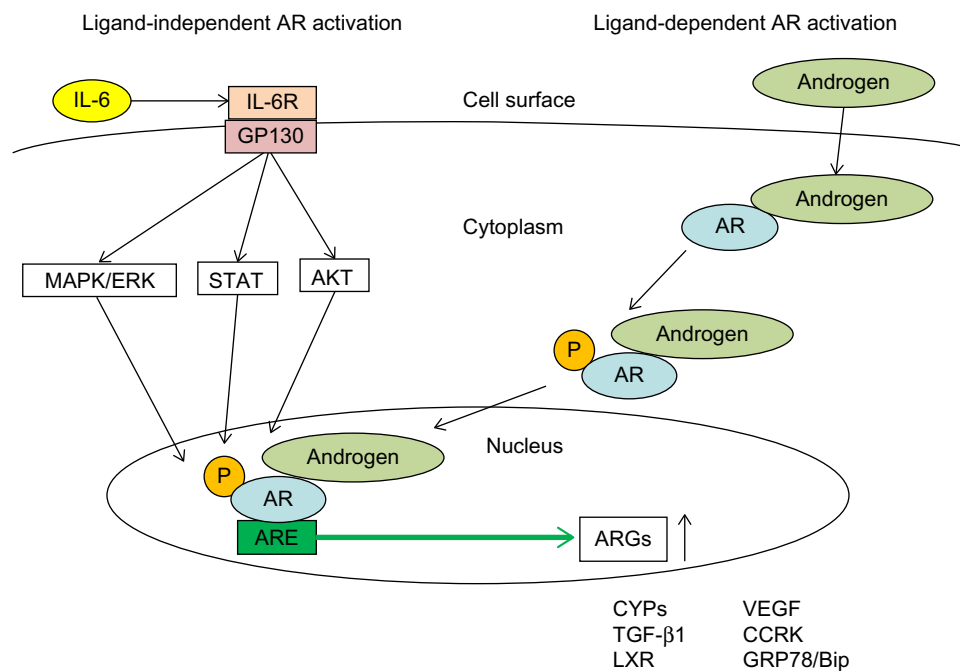 Ligand-independent AR activation
Ligand-dependent AR activation
IL-6
IL-6R
GP130
Cell surface
Androgen
Androgen
AR
Cytoplasm
MAPK/ERK
STAT
AKT
Androgen
P
AR
Nucleus
Androgen
P
AR
ARE
ARGs
CYPs VEGF
TGF-β1 CCRK
LXR GRP78/Bip